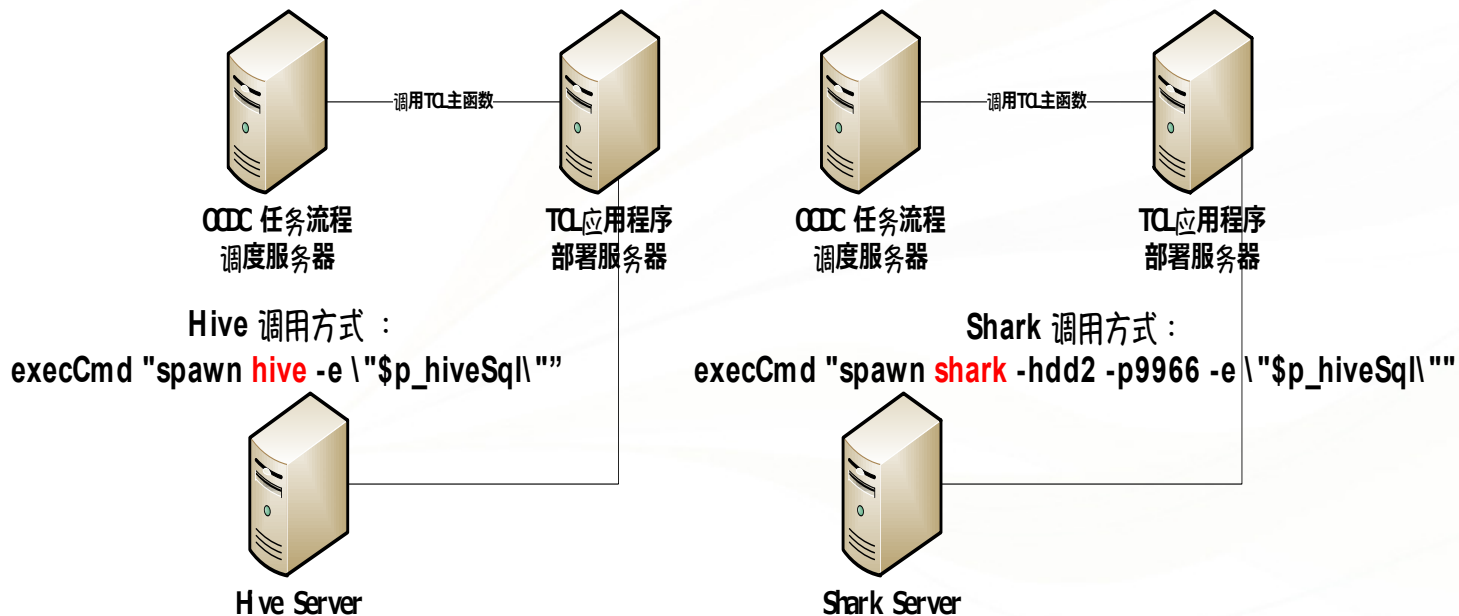 调用TCL主函数
OCDC 任务流程
调度服务器
TCL应用程序
部署服务器
Hive 调用方式 ：
execCmd "spawn hive -e \"$p_hiveSql\"”
Hive Server
调用TCL主函数
OCDC 任务流程
调度服务器
TCL应用程序
部署服务器
Shark 调用方式：
execCmd "spawn shark -hdd2 -p9966 -e \"$p_hiveSql\""
Shark Server